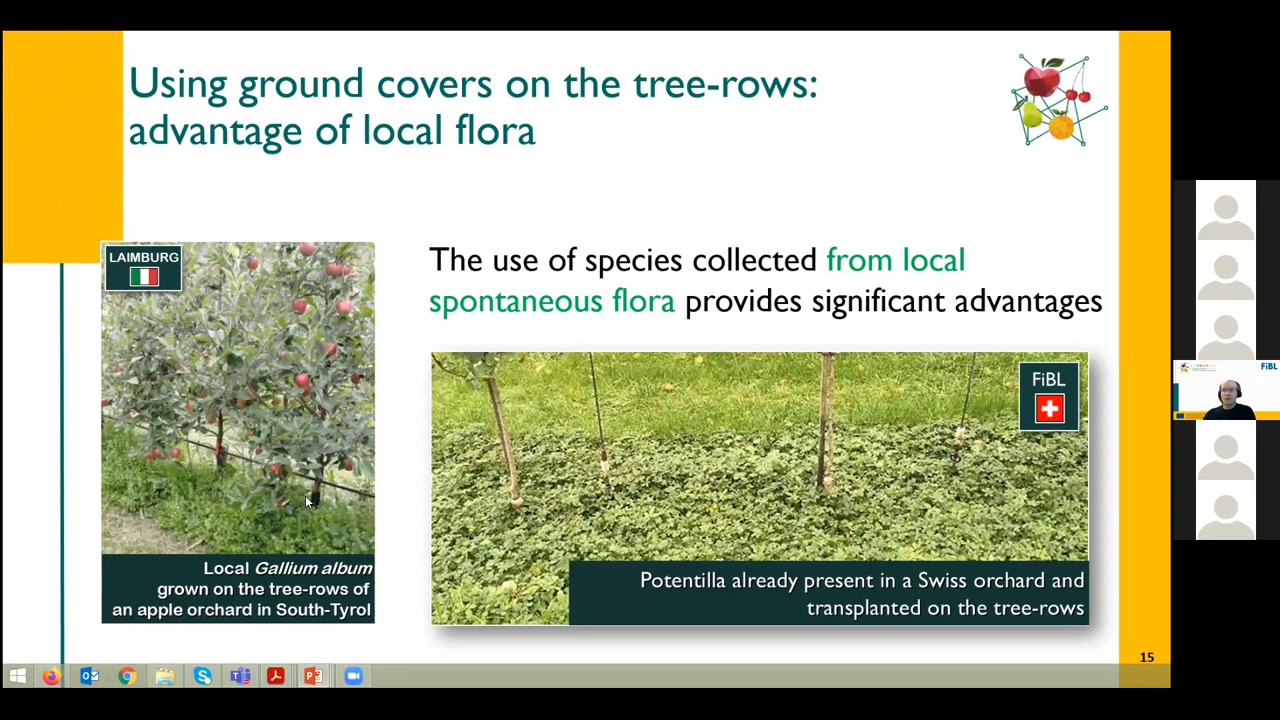 Using ground covers on the tree-rows:
advantage of local flora
LAIMBURG
The use of species collected from local
spontaneous flora provides significant advantages
FiBL
FiBL
Local Gallium album
grown on the tree-rows of
an apple orchard in South-Tyrol
Potentilla already present in a Swiss orchard and
transplanted on the tree-rows
15